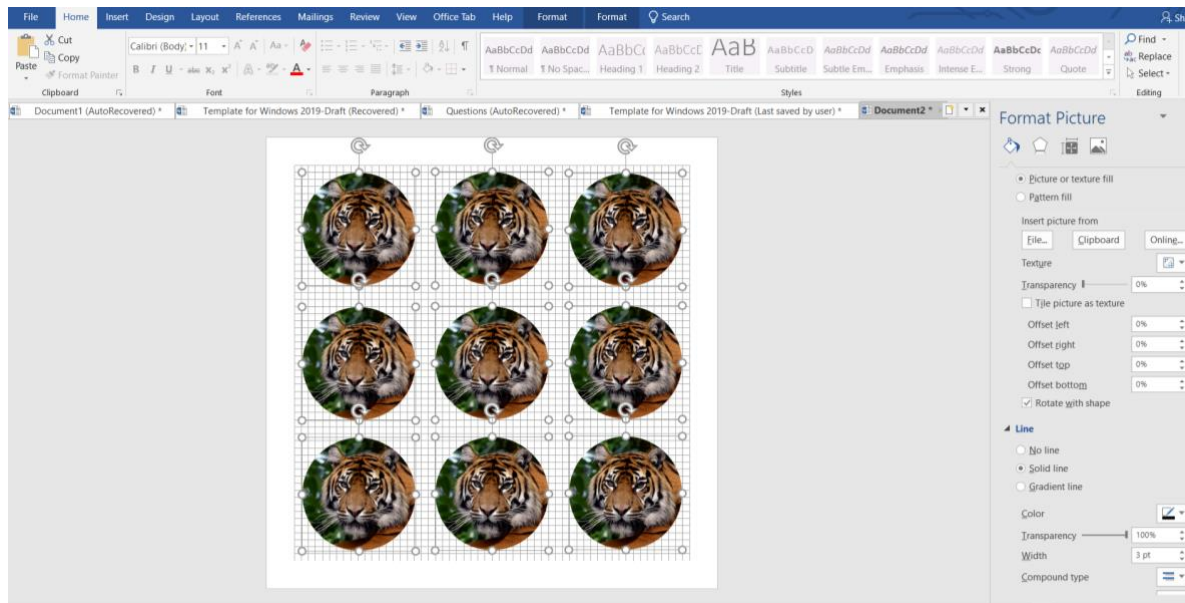 File Home Insert Design Layout References Mailings Review View Office Tab Help Format Format Search Sh
Cut
Copy
Format Painter
Paste
Calibri (Body) 11 A A Aa
B I U abc X₂ X² A A
AaBbCcDd AaBbCcDd AaBbCc AaBbCcD AaB AaBbCcD AaBbCcDd AaBbCcDd AaBbCcDd AaBbCcDc AaBbCcDd
¶ Normal ¶ No Spac... Heading 1 Heading 2 Title Subtitle Subtle Em... Emphasis Intense E... Strong Quote
Find
Replace
Select
Clipboard Font Paragraph Styles Editing
Document1 (AutoRecovered) * Template for Windows 2019-Draft (Recovered) * Questions (AutoRecovered) * Template for Windows 2019-Draft (Last saved by user) * Document2 *
Format Picture
Picture or texture fill
Pattern fill
Insert picture from
File... Clipboard Online...
Texture
Transparency 0%
Tile picture as texture
Offset left 0%
Offset right 0%
Offset top 0%
Offset bottom 0%
Rotate with shape
Line
No line
Solid line
Gradient line
Color
Transparency 100%
Width 3 pt
Compound type